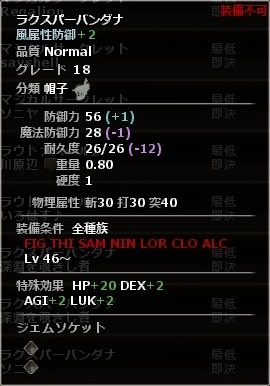 装備不可
ラクスパーバンダナ
風属性防御+2
品質 Normal
グレード 18
分類 帽子
防御力 56 (+1)
魔法防御力 28 (-1)
耐久度 26/26 (-12)
重量 0.80
硬度 1
物理属性 斬30 打30 突40
装備条件 全種族
FIG THI SAM NIN LOR CLO ALC
Lv 46～
特殊効果 HP+20 DEX+2
AGI+2 LUK+2
ジェムソケット